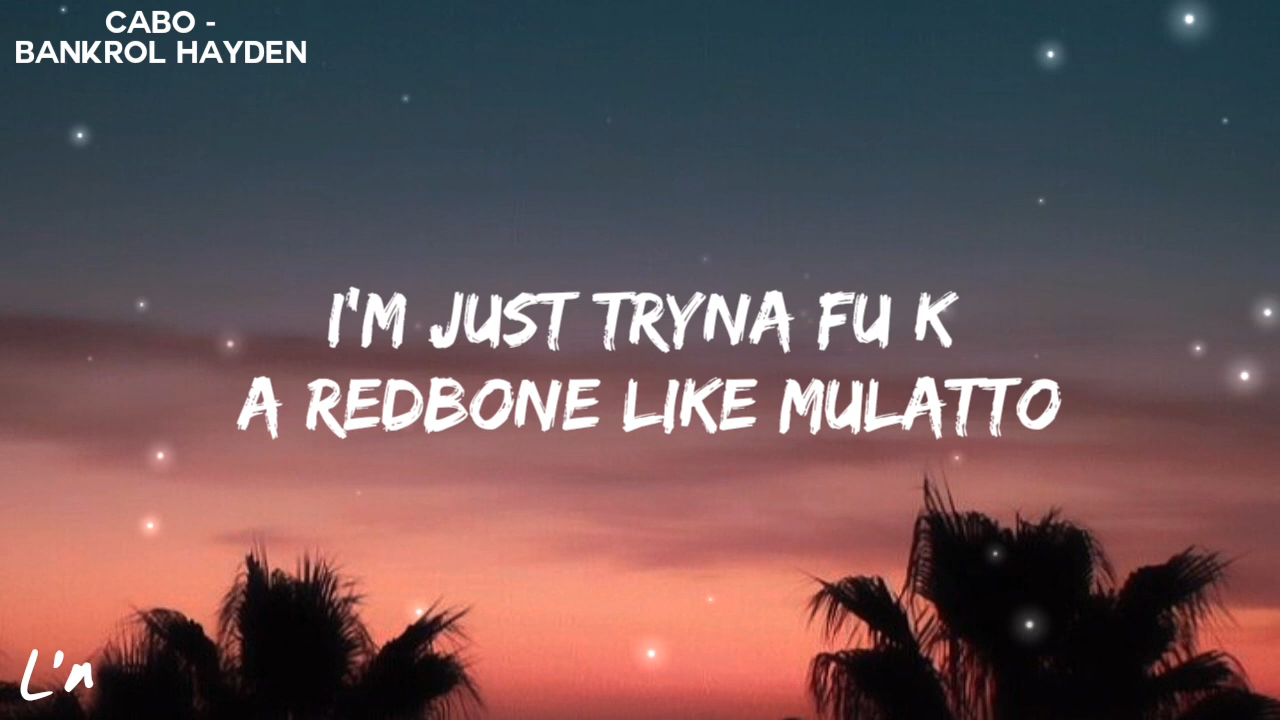 CABO -
BANKROL HAYDEN
I'M JUST TRYNA FU K
A REDBONE LIKE MULATTO
L'M